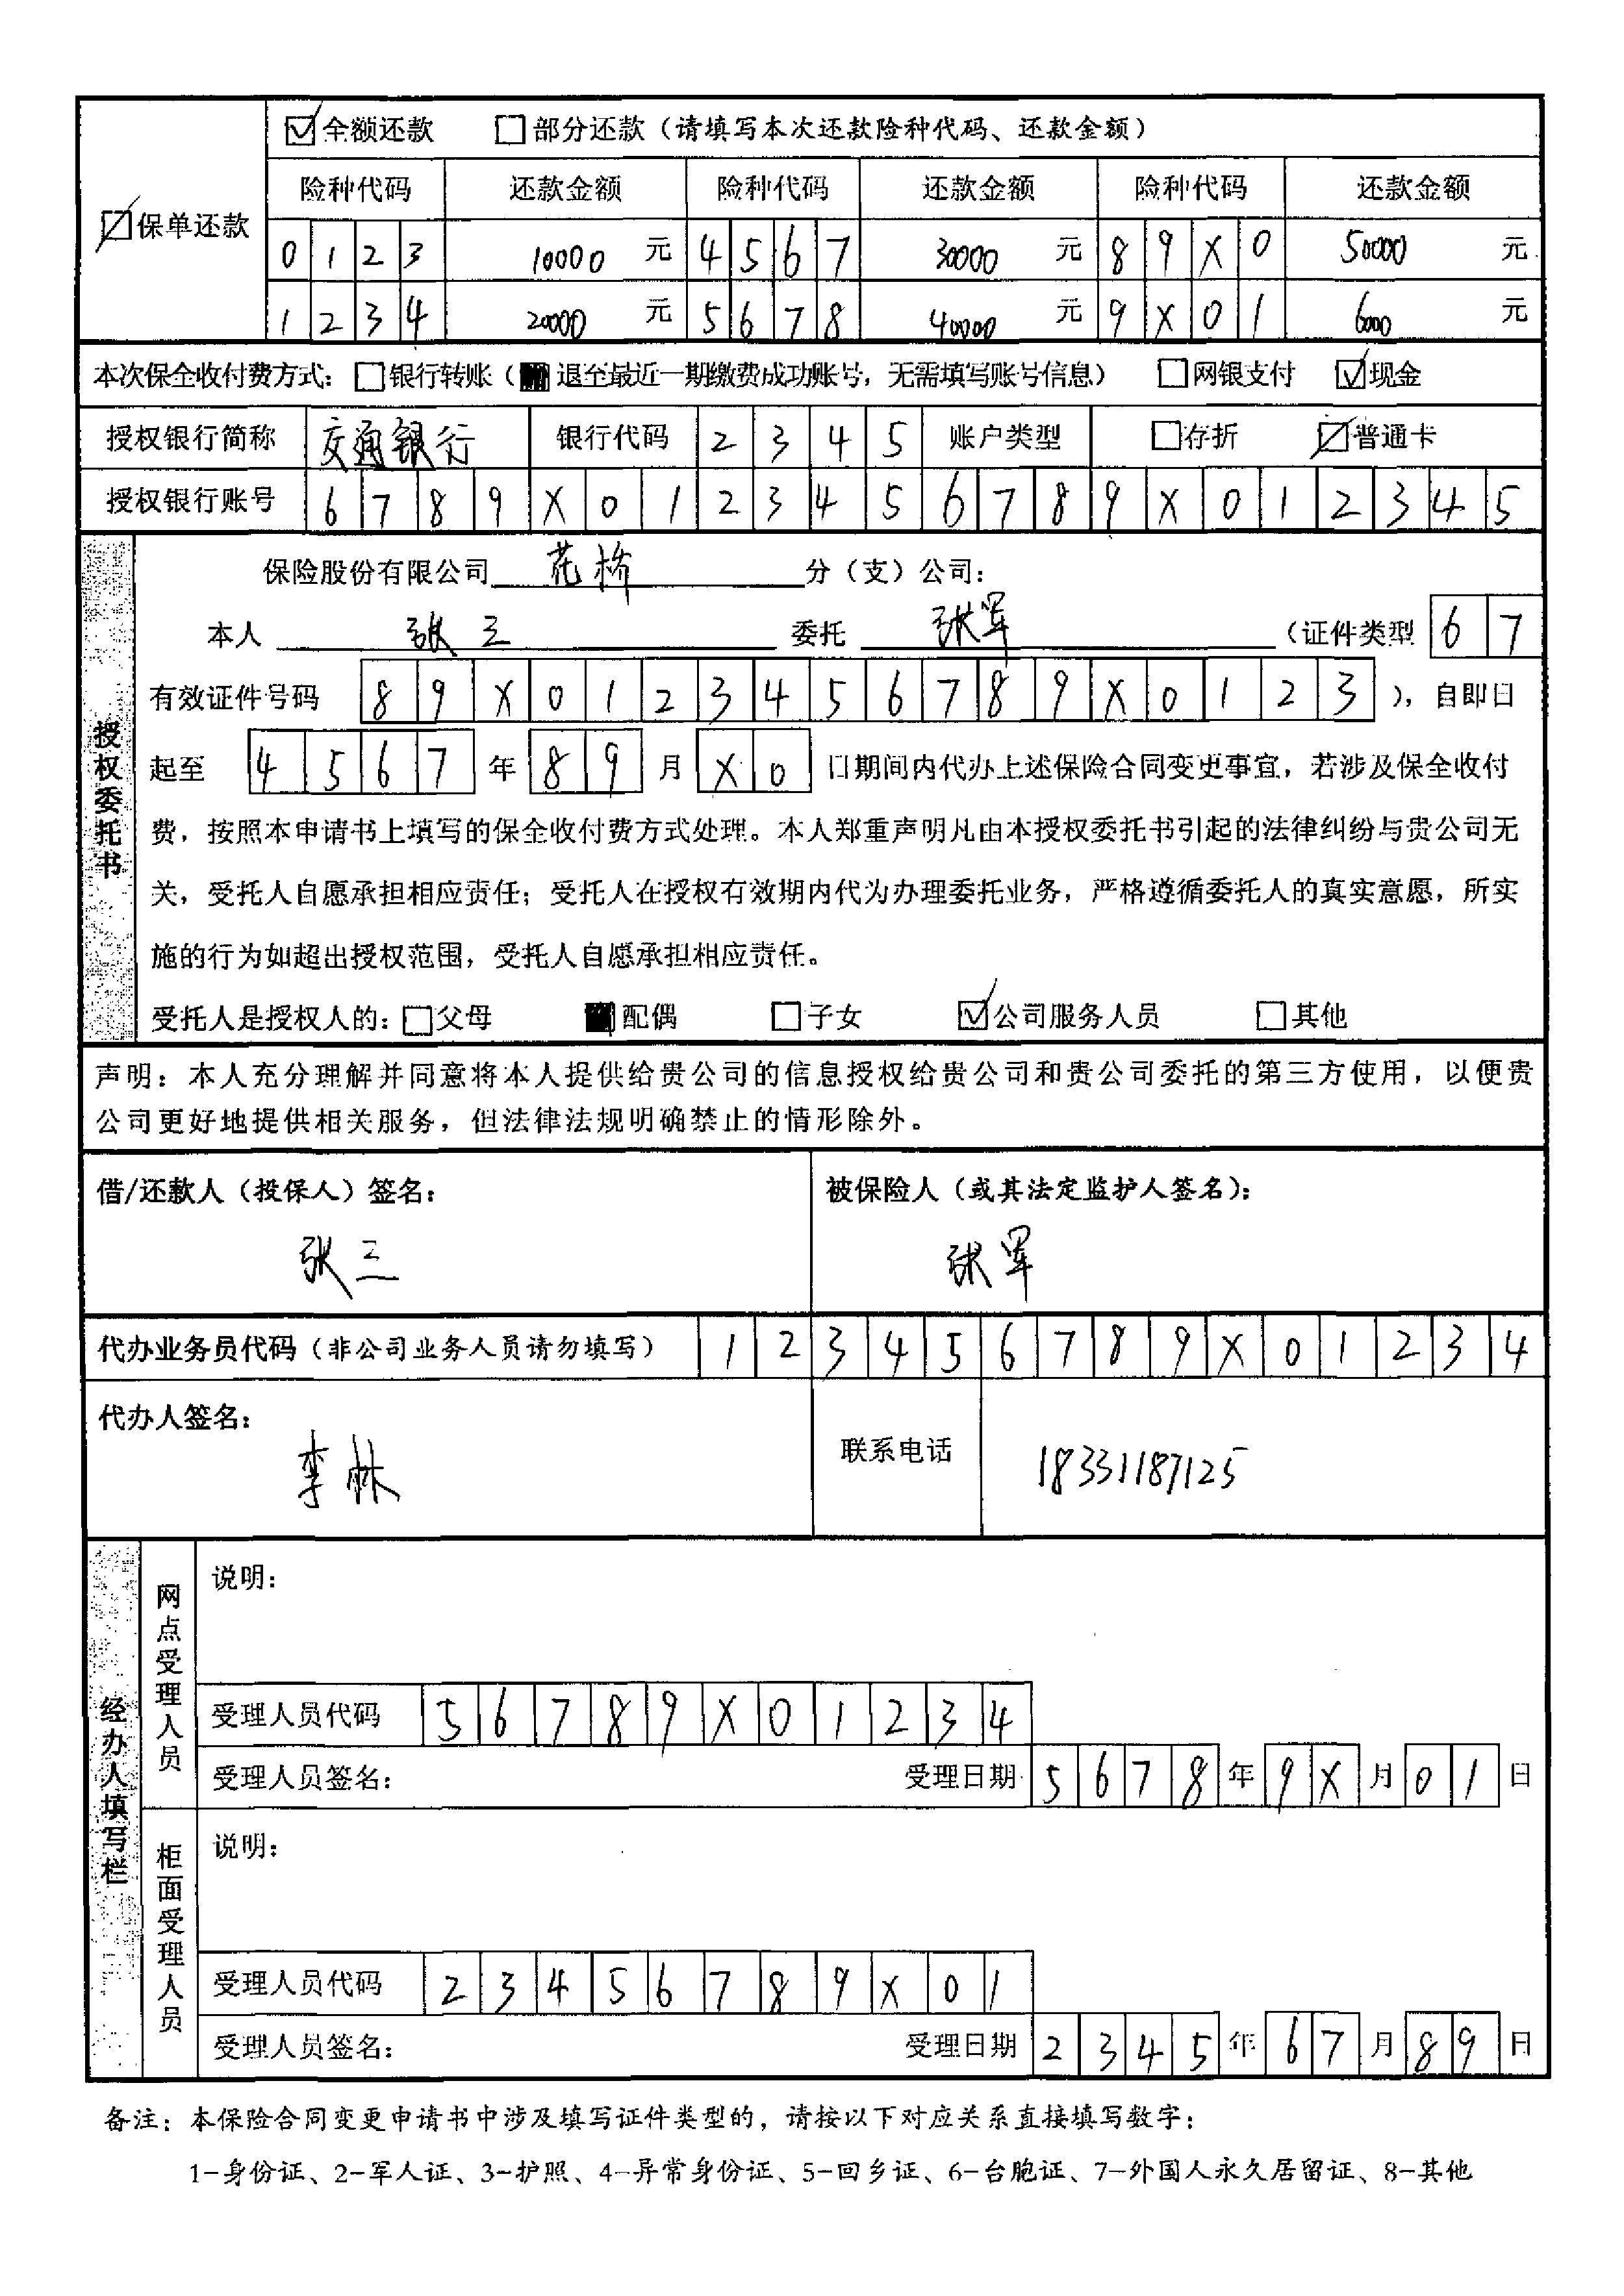 ☑全额还款 □部分还款（请填写本次还款险种代码、还款金额）
险种代码 还款金额 险种代码 还款金额 险种代码 还款金额
☑保单还款
0123 10000 元 4567 30000 元 89X0 50000 元
1234 20000 元 5678 40000 元 9X01 6000 元
本次保全收付费方式：□银行转账（■退至最近一期缴费成功账号，无需填写账号信息） □网银支付 ☑现金
授权银行简称 交通银行 银行代码 2345 账户类型 □存折 ☑普通卡
授权银行账号 6789X0123456789X012345
保险股份有限公司 花桥 分（支）公司：
本人 张三 委托 张军 （证件类型 67
有效证件号码 89X0123456789X0123 ），自即日
起至 4567 年 89 月 X0 日期间内代办上述保险合同变更事宜，若涉及保全收付
费，按照本申请书上填写的保全收付费方式处理。本人郑重声明凡由本授权委托书引起的法律纠纷与贵公司无
关，受托人自愿承担相应责任；受托人在授权有效期内代为办理委托业务，严格遵循委托人的真实意愿，所实
施的行为如超出授权范围，受托人自愿承担相应责任。
受托人是授权人的：□父母 ■配偶 □子女 ☑公司服务人员 □其他
授权委托书
声明：本人充分理解并同意将本人提供给贵公司的信息授权给贵公司和贵公司委托的第三方使用，以便贵
公司更好地提供相关服务，但法律法规明确禁止的情形除外。
借/还款人（投保人）签名： 被保险人（或其法定监护人签名）：
张三 张军
代办业务员代码（非公司业务人员请勿填写） 123456789X01234
代办人签名：
李林 联系电话 18331187125
经办人填写栏
网点受理人员
说明：
受理人员代码 56789X01234
受理人员签名： 受理日期 5678 年 9X 月 01 日
柜面受理人员
说明：
受理人员代码 23456789X01
受理人员签名： 受理日期 2345 年 67 月 89 日
备注：本保险合同变更申请书中涉及填写证件类型的，请按以下对应关系直接填写数字：
1-身份证、2-军人证、3-护照、4-异常身份证、5-回乡证、6-台胞证、7-外国人永久居留证、8-其他